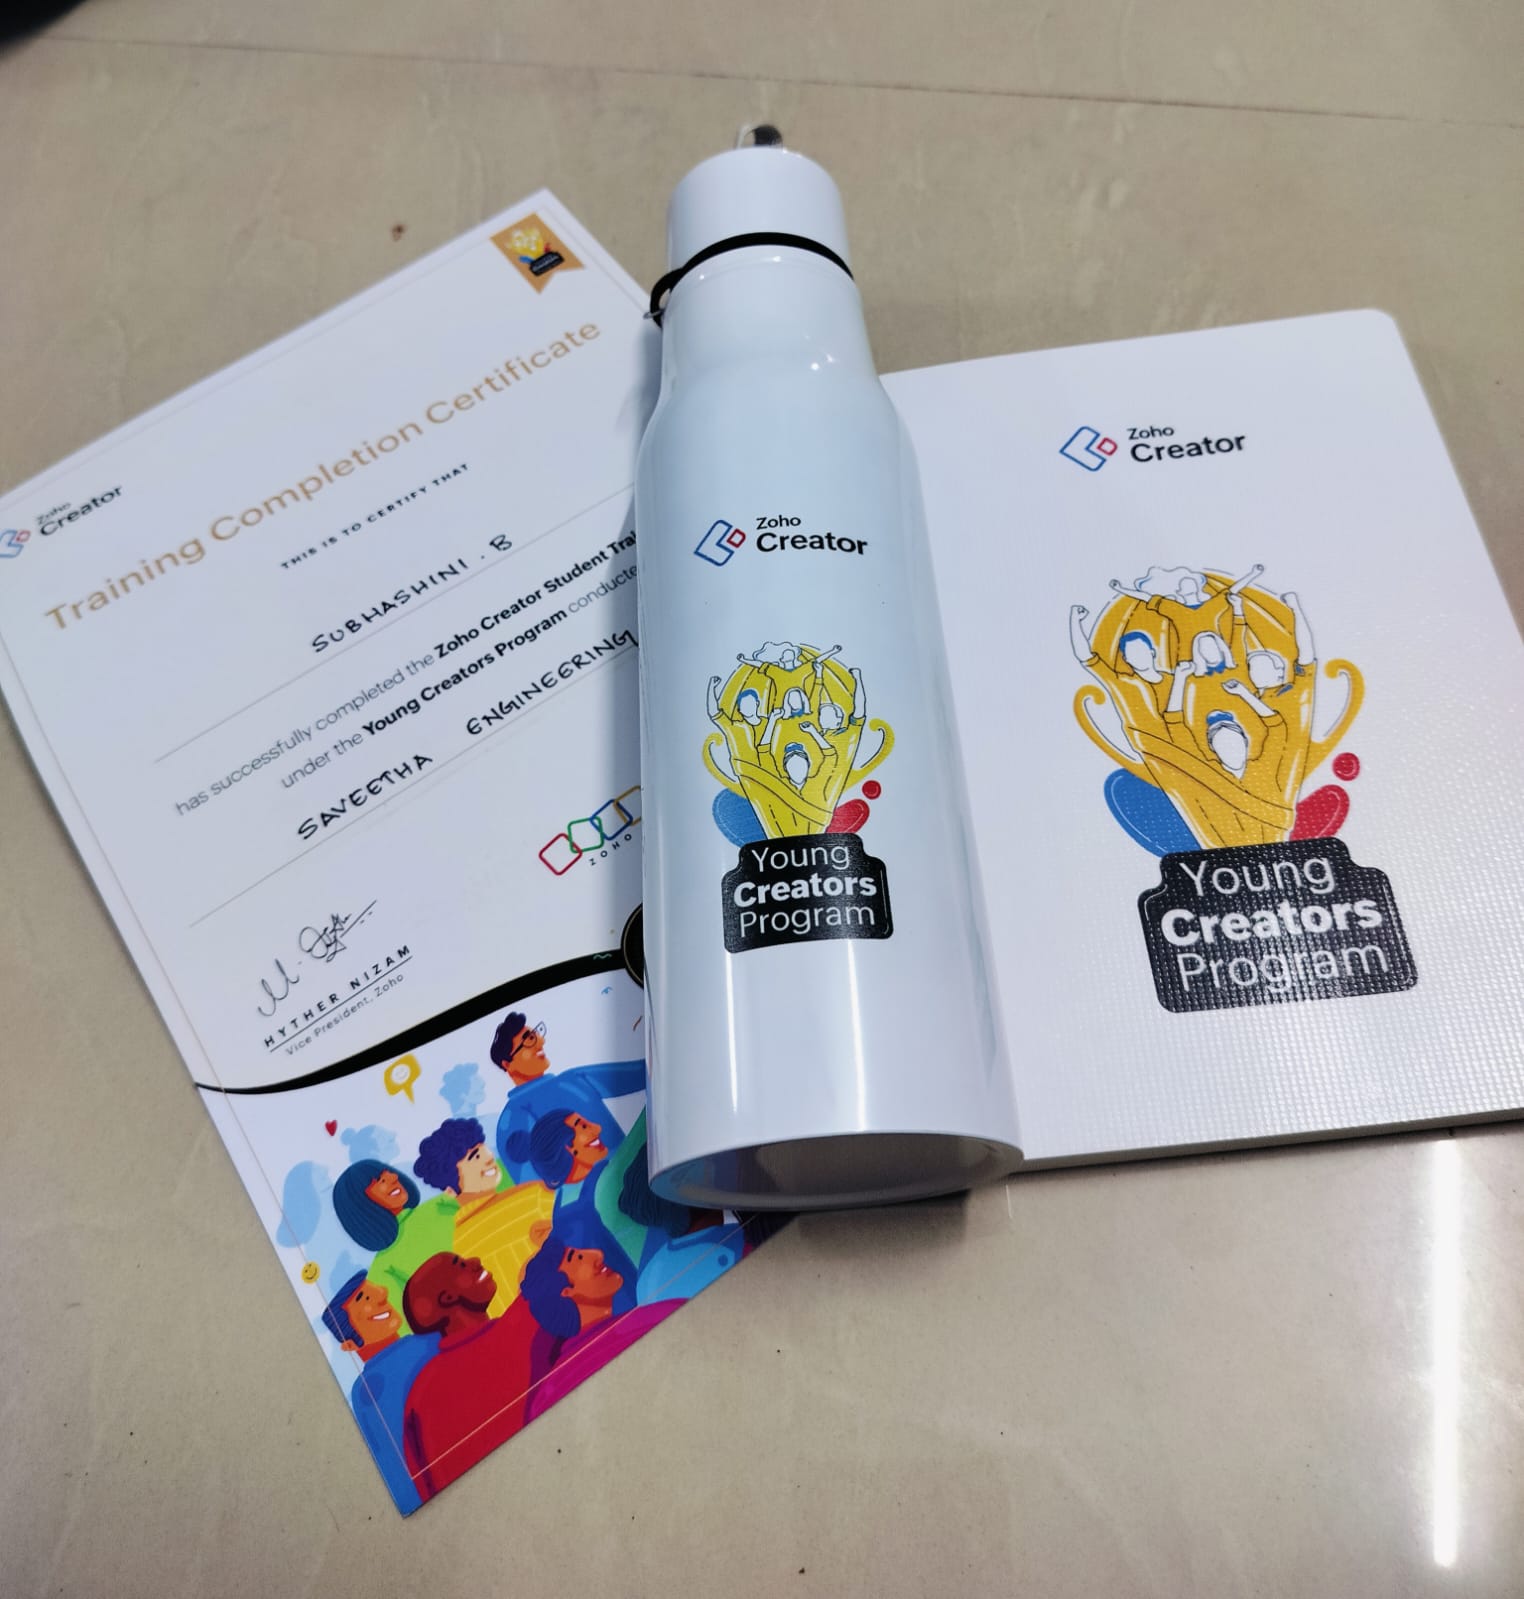 Zoho
Creator
Training Completion Certificate
THIS IS TO CERTIFY THAT
SUBHASHINI . B
has successfully completed the Zoho Creator Student
under the Young Creators Program
SAVEETHA ENGINEERING
ZOHO
HYTHER NIZAM
Vice President, Zoho
Zoho
Creator
Young
Creators
Program
Zoho
Creator
Young
Creators
Program